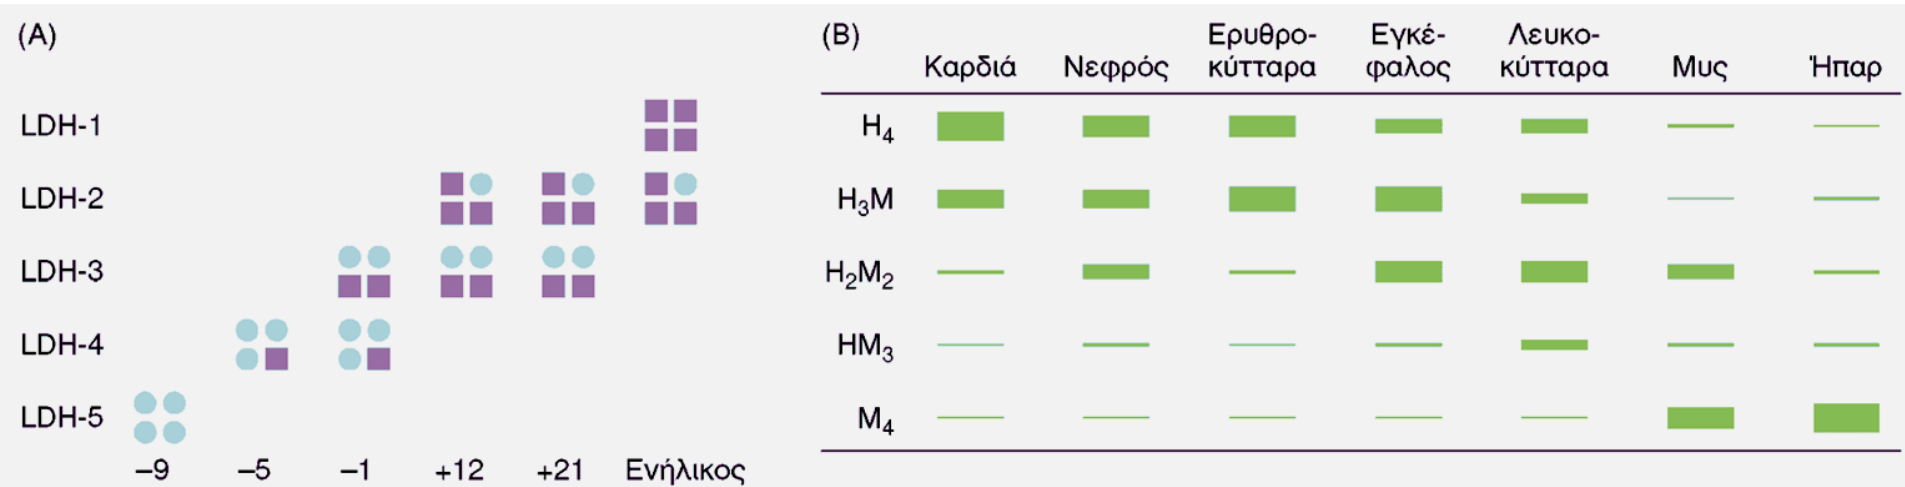 (A)
LDH-1
LDH-2
LDH-3
LDH-4
LDH-5
–9 –5 –1 +12 +21 Ενήλικος
(B)
Καρδιά Νεφρός Ερυθρο-
κύτταρα Εγκέ-
φαλος Λευκο-
κύτταρα Μυς Ήπαρ
H4
H3M
H2M2
HM3
M4